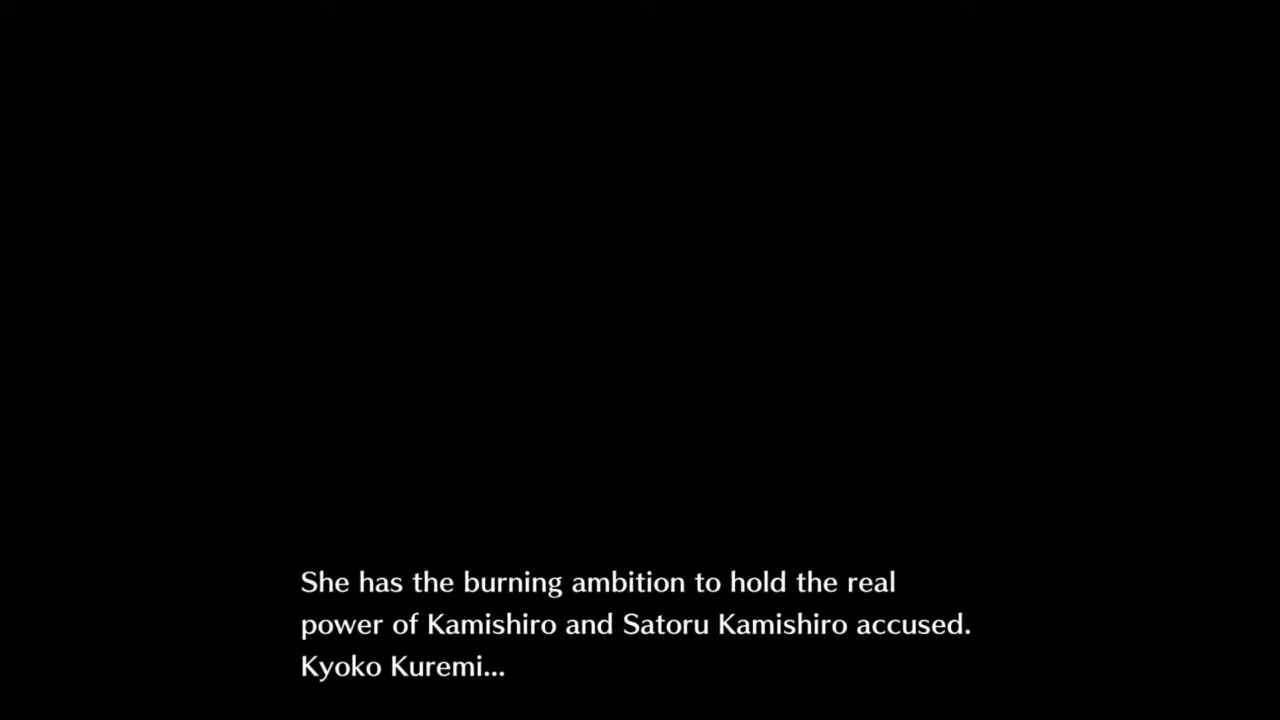 She has the burning ambition to hold the real
power of Kamishiro and Satoru Kamishiro accused.
Kyoko Kuremi...